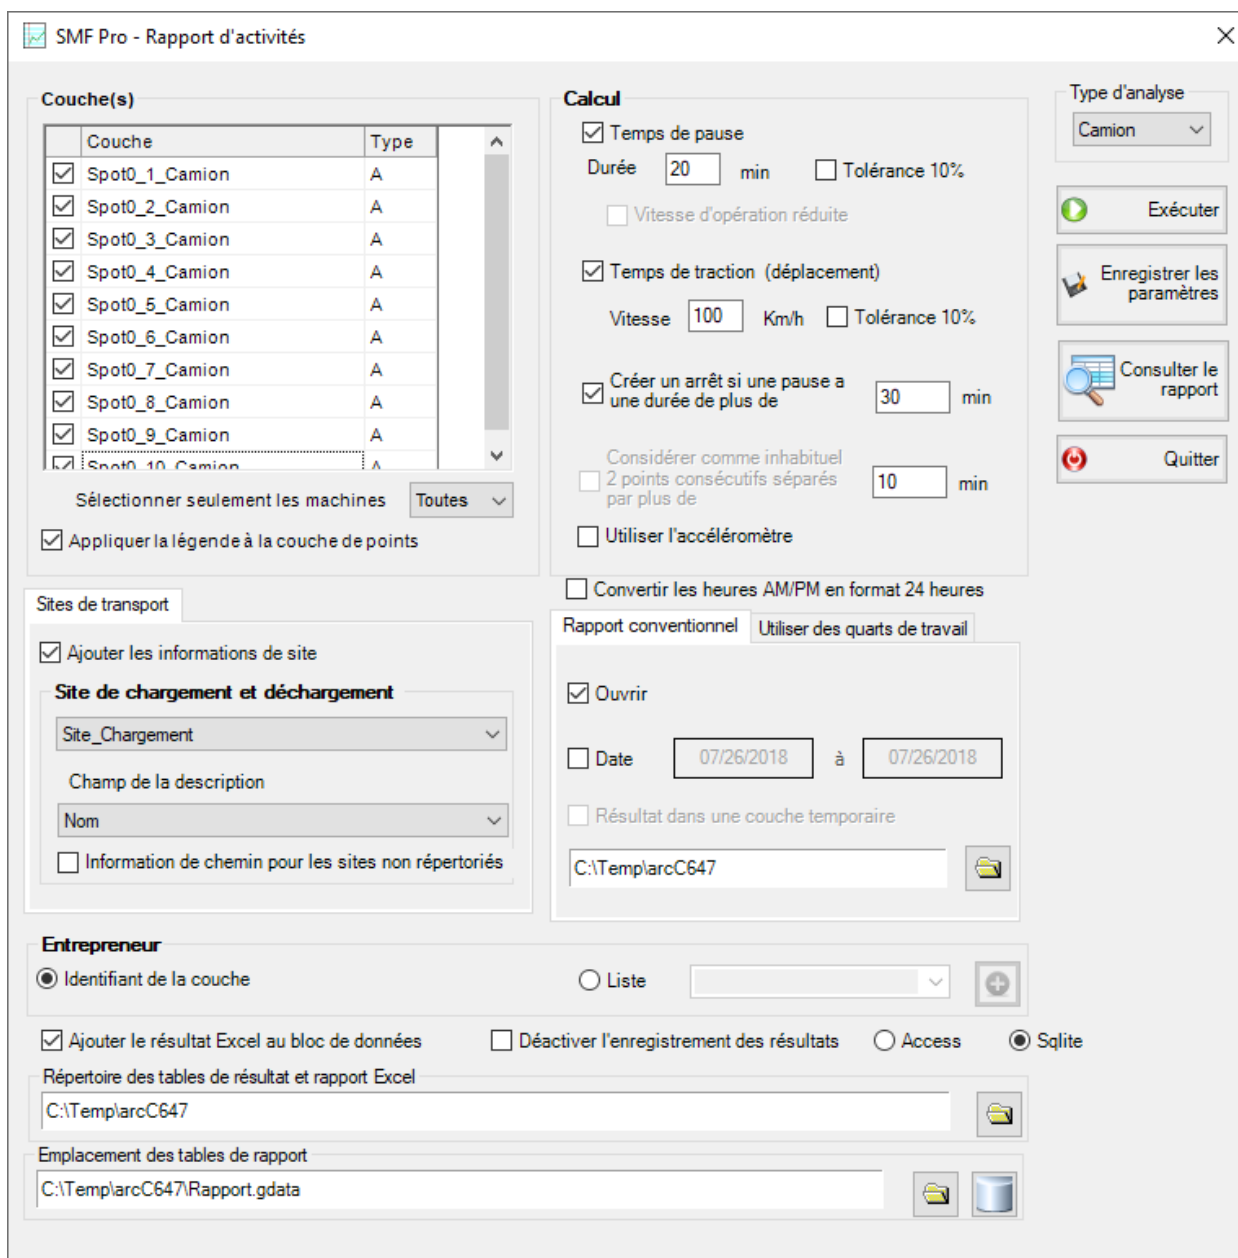 SMF Pro - Rapport d'activités
Couche(s)
Couche Type
Spot0_1_Camion A
Spot0_2_Camion A
Spot0_3_Camion A
Spot0_4_Camion A
Spot0_5_Camion A
Spot0_6_Camion A
Spot0_7_Camion A
Spot0_8_Camion A
Spot0_9_Camion A
Spot0_10_Camion A
Sélectionner seulement les machines Toutes
Appliquer la légende à la couche de points
Calcul
Temps de pause
Durée 20 min Tolérance 10%
Vitesse d'opération réduite
Temps de traction (déplacement)
Vitesse 100 Km/h Tolérance 10%
Créer un arrêt si une pause a
une durée de plus de 30 min
Considérer comme inhabituel
2 points consécutifs séparés
par plus de 10 min
Utiliser l'accéléromètre
Type d'analyse
Camion
Exécuter
Enregistrer les
paramètres
Consulter le
rapport
Quitter
Convertir les heures AM/PM en format 24 heures
Sites de transport
Ajouter les informations de site
Site de chargement et déchargement
Site_Chargement
Champ de la description
Nom
Information de chemin pour les sites non répertoriés
Rapport conventionnel Utiliser des quarts de travail
Ouvrir
Date 07/26/2018 à 07/26/2018
Résultat dans une couche temporaire
C:\Temp\arcC647
Entrepreneur
Identifiant de la couche Liste
Ajouter le résultat Excel au bloc de données Déactiver l'enregistrement des résultats Access Sqlite
Répertoire des tables de résultat et rapport Excel
C:\Temp\arcC647
Emplacement des tables de rapport
C:\Temp\arcC647\Rapport.gdata